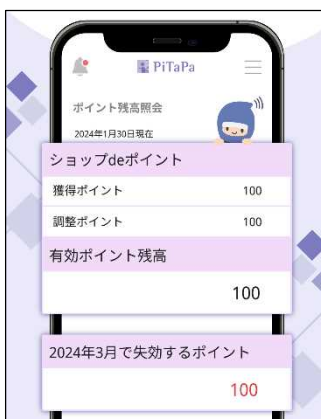 PiTaPa
ポイント残高照会
2024年1月30日現在
ショップdeポイント
獲得ポイント 100
調整ポイント 100
有効ポイント残高
100
2024年3月で失効するポイント
100